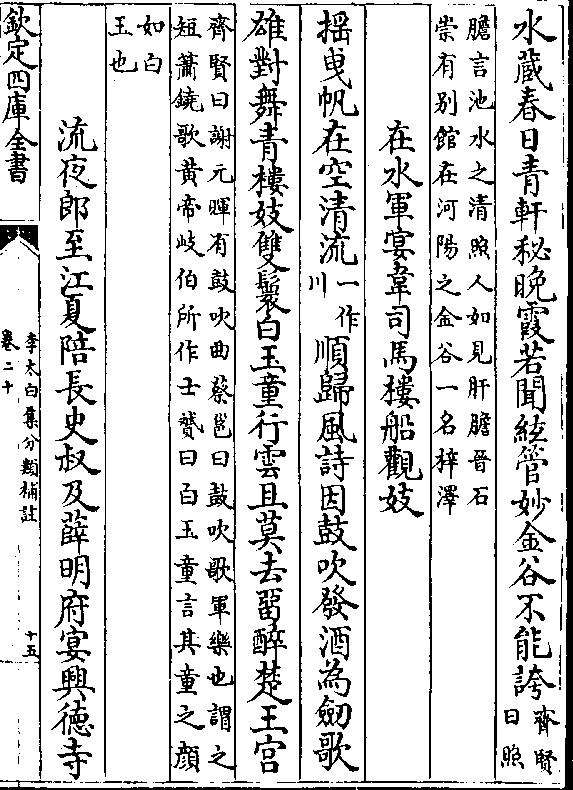 水蔵春日青軒秘晚霞若聞絃管妙金谷不能誇齊賢曰照
膽言池水之清照人如見肝膽晉石
崇有别館在河陽之金谷一名梓澤
在水軍宴韋司馬樓船觀妓
揺曵帆在空清流一作川順歸風詩因鼓吹發酒為劒歌
雄對舞青樓妓雙鬟白玉童行雲且莫去留醉楚王宫
齊賢曰謝元暉有鼓吹曲蔡邕曰鼓吹歌軍樂也謂之
短簫鐃歌黄帝岐伯所作士贇曰白玉童言其童之顔
如白
玉也
流夜郎至江夏陪長史叔及薛明府宴興徳寺
欽定四庫全書
李太白集分類補註
卷二十
十五